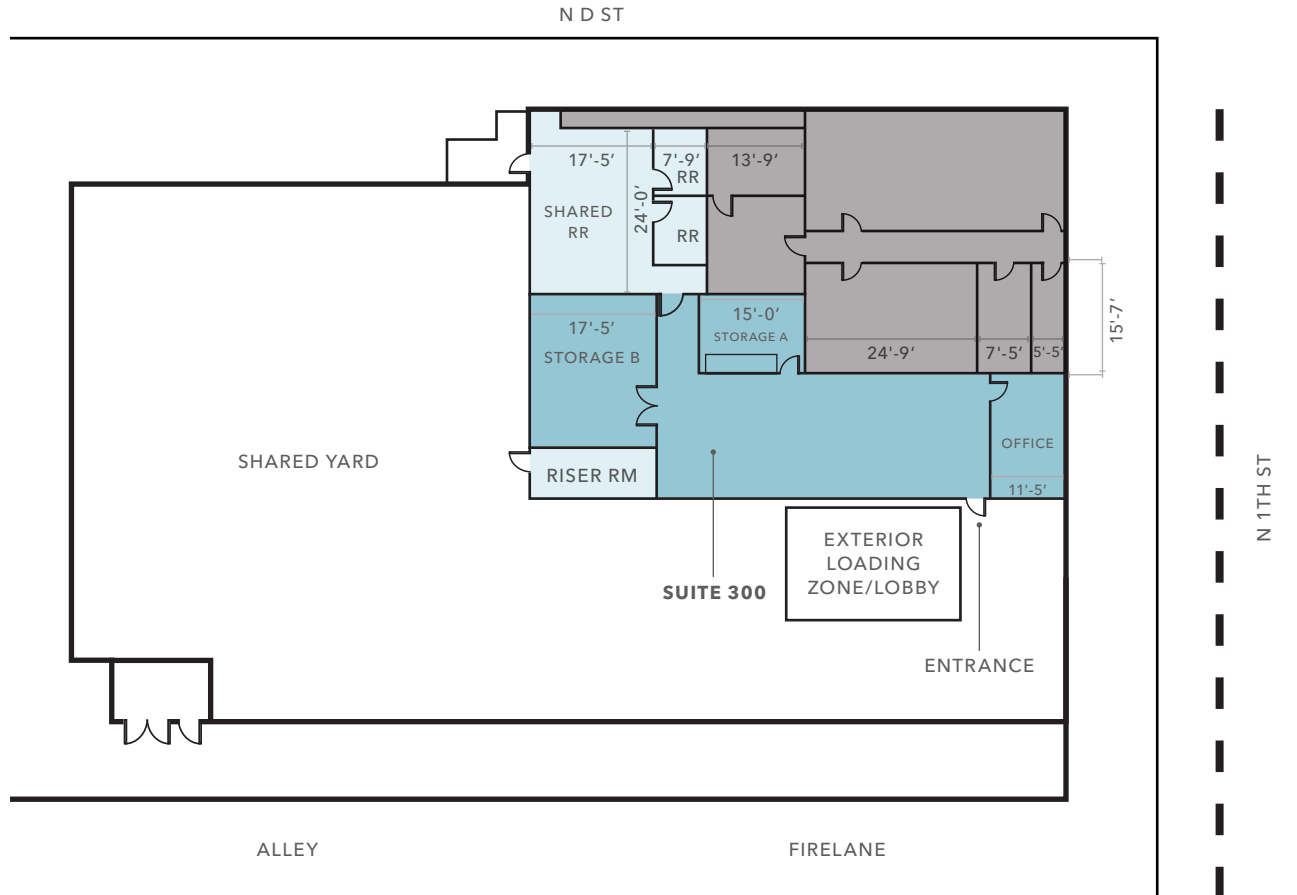 N D ST
17'-5'
7'-9'
13'-9'
RR
24'-0'
SHARED
RR
RR
15'-7'
17'-5'
15'-0'
STORAGE A
STORAGE B
24'-9'
7'-5'
5'-5'
OFFICE
SHARED YARD
RISER RM
11'-5'
N 1TH ST
EXTERIOR
LOADING
ZONE/LOBBY
SUITE 300
ENTRANCE
ALLEY
FIRELANE